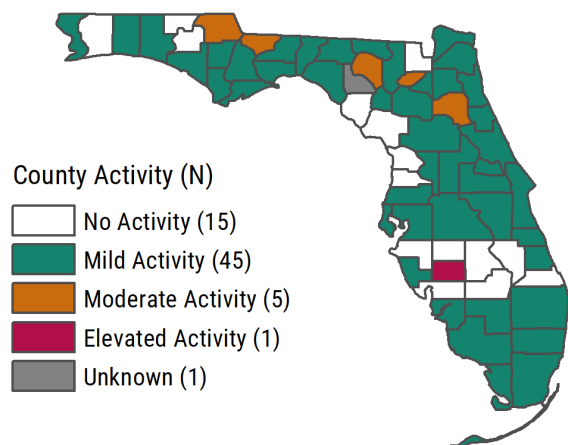 County Activity (N)
No Activity (15)
Mild Activity (45)
Moderate Activity (5)
Elevated Activity (1)
Unknown (1)